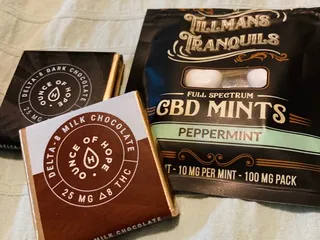 DELTA-8 DARK CHOCOLATE
OUNCE OF HOPE
DELTA-8 MILK CHOCOLATE
OUNCE OF HOPE
25 MG Δ8 THC
MILK CHOCOLATE
TILLMANS
TRANQUILS
FULL SPECTRUM
CBD MINTS
PEPPERMINT
NT - 10 MG PER MINT - 100 MG PACK